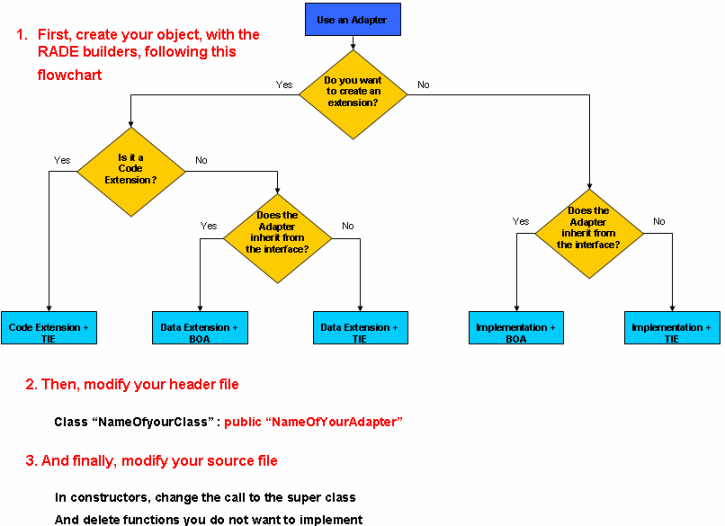 Use an Adapter
1. First, create your object, with the
RADE builders, following this
flowchart
Do you want
to create an
extension?
Yes
No
Is it a
Code
Extension?
Yes
No
Does the
Adapter
inherit from
the interface?
Yes
No
Does the
Adapter
inherit from
the interface?
Yes
No
Code Extension +
TIE
Data Extension +
BOA
Data Extension +
TIE
Implementation +
BOA
Implementation +
TIE
2. Then, modify your header file
Class “NameOfyourClass” : public “NameOfYourAdapter”
3. And finally, modify your source file
In constructors, change the call to the super class
And delete functions you do not want to implement